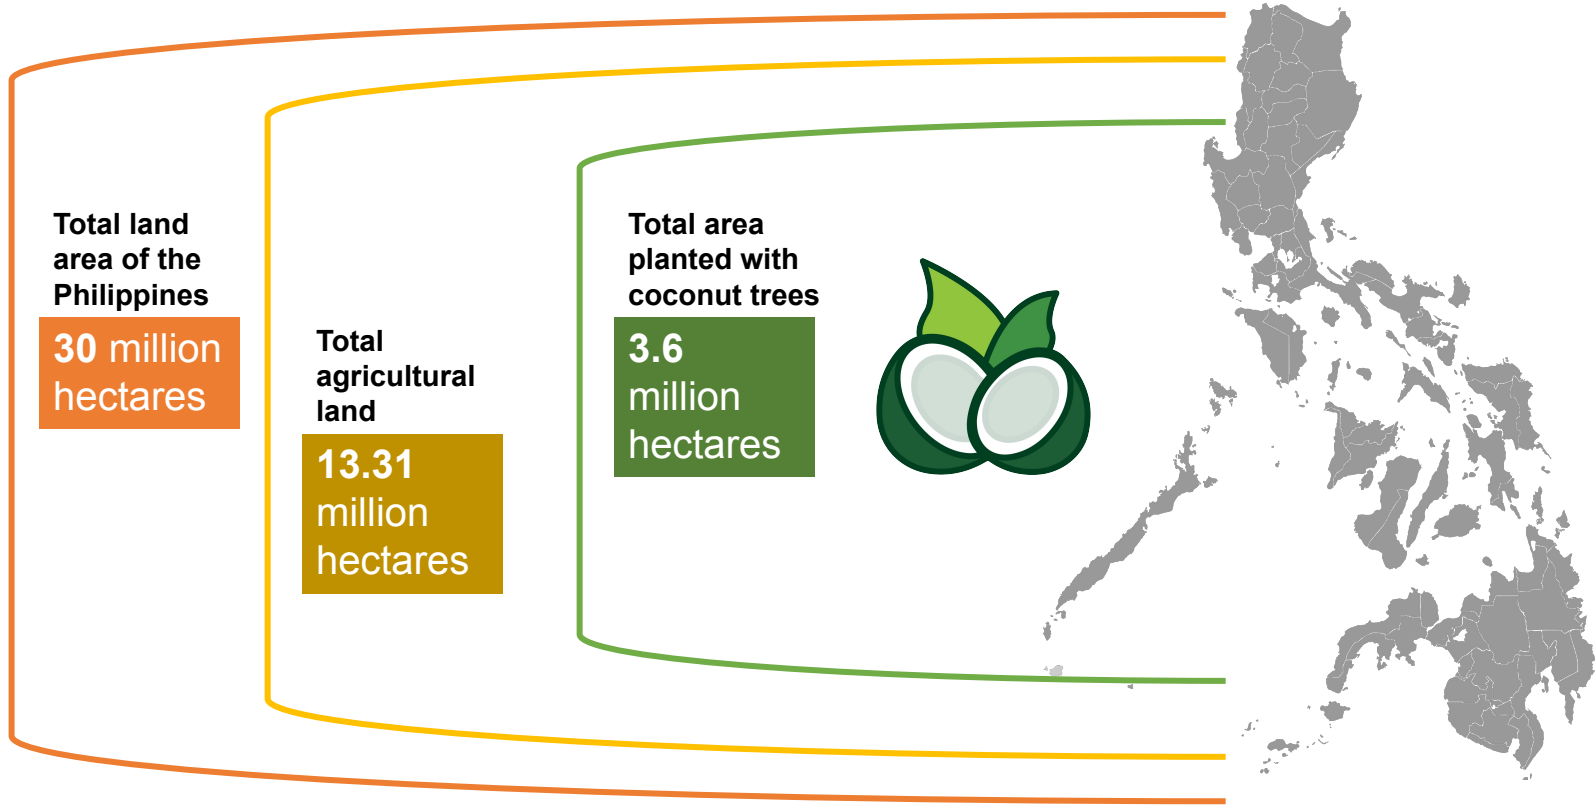 Total land
area of the
Philippines
30 million
hectares
Total
agricultural
land
13.31
million
hectares
Total area
planted with
coconut trees
3.6
million
hectares